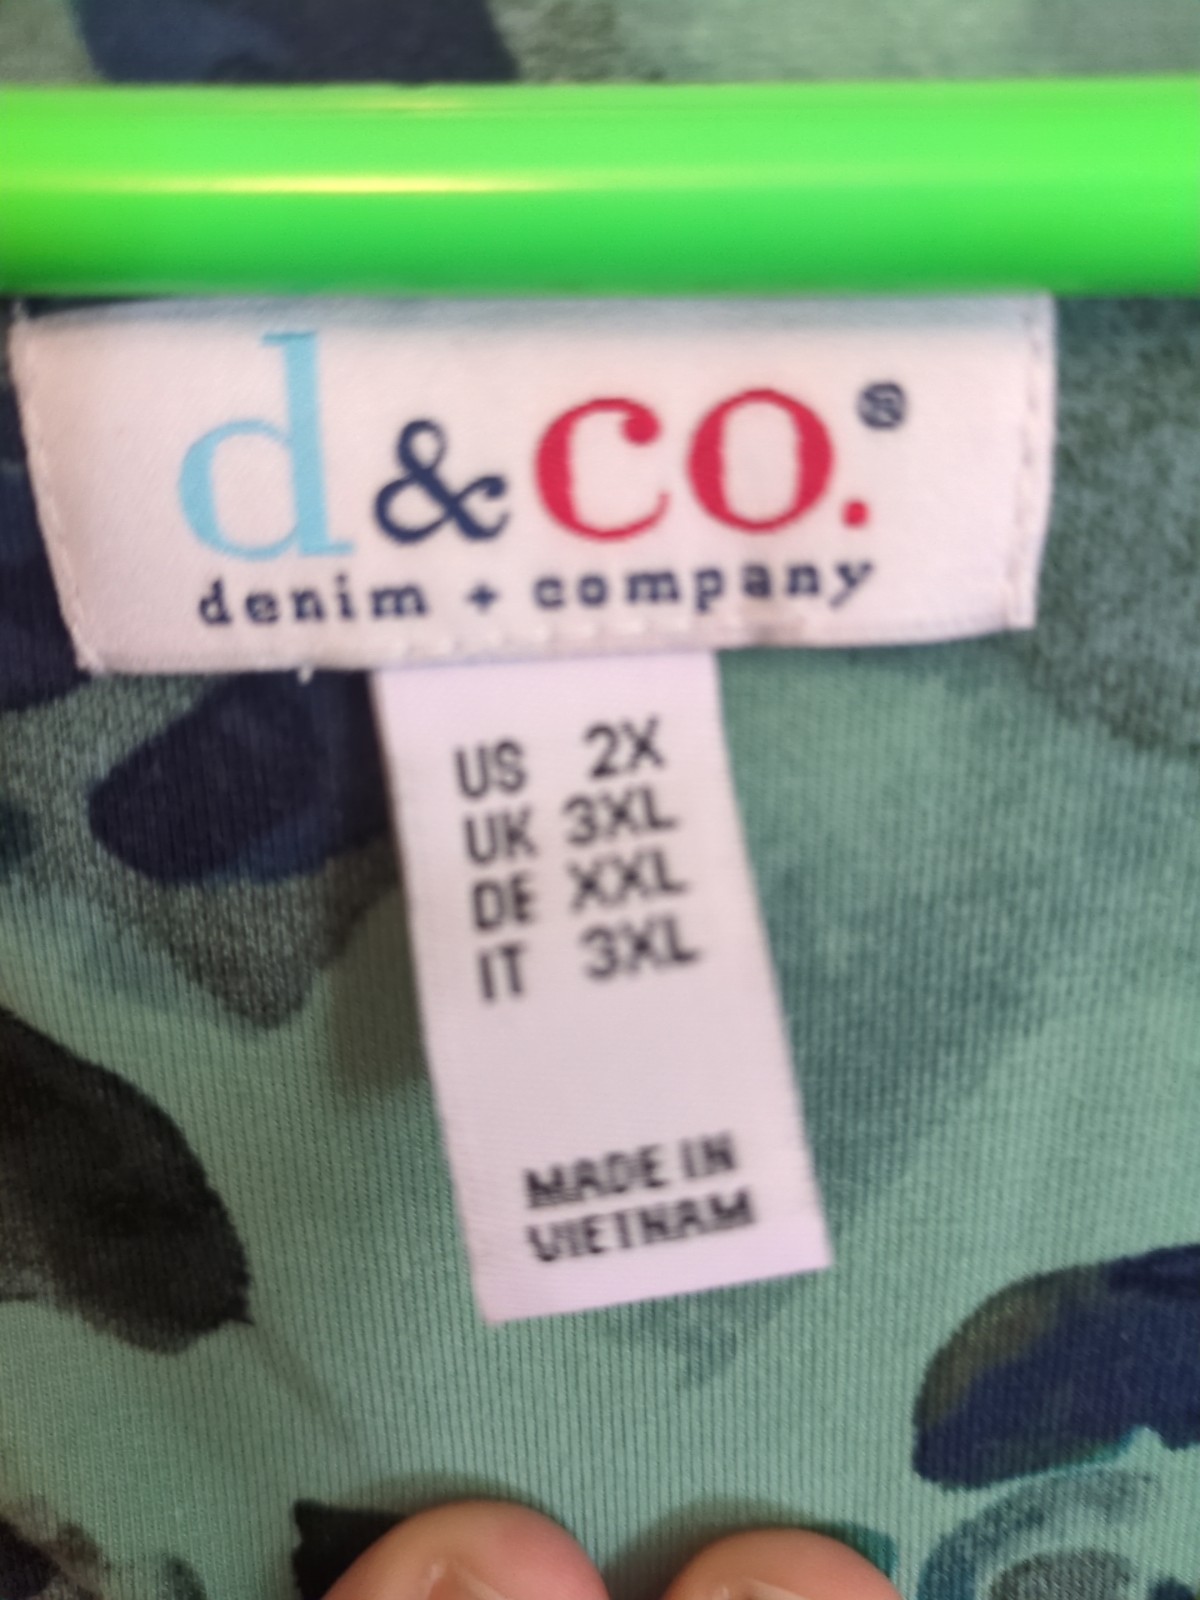 d&co.®
denim + company
US 2X
UK 3XL
DE XXL
IT 3XL
MADE IN
VIETNAM